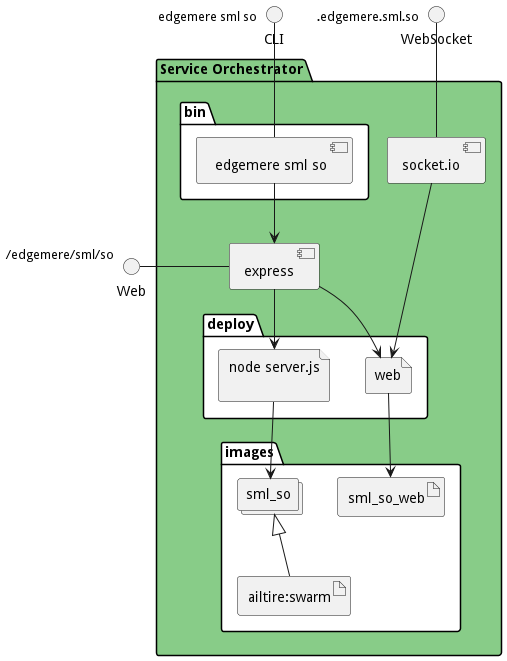 edgemere sml so
.edgemere.sml.so
CLI
WebSocket
Service Orchestrator
bin
edgemere sml so
socket.io
/edgemere/sml/so
Web
express
deploy
node server.js
web
images
sml_so
sml_so_web
ailtire:swarm